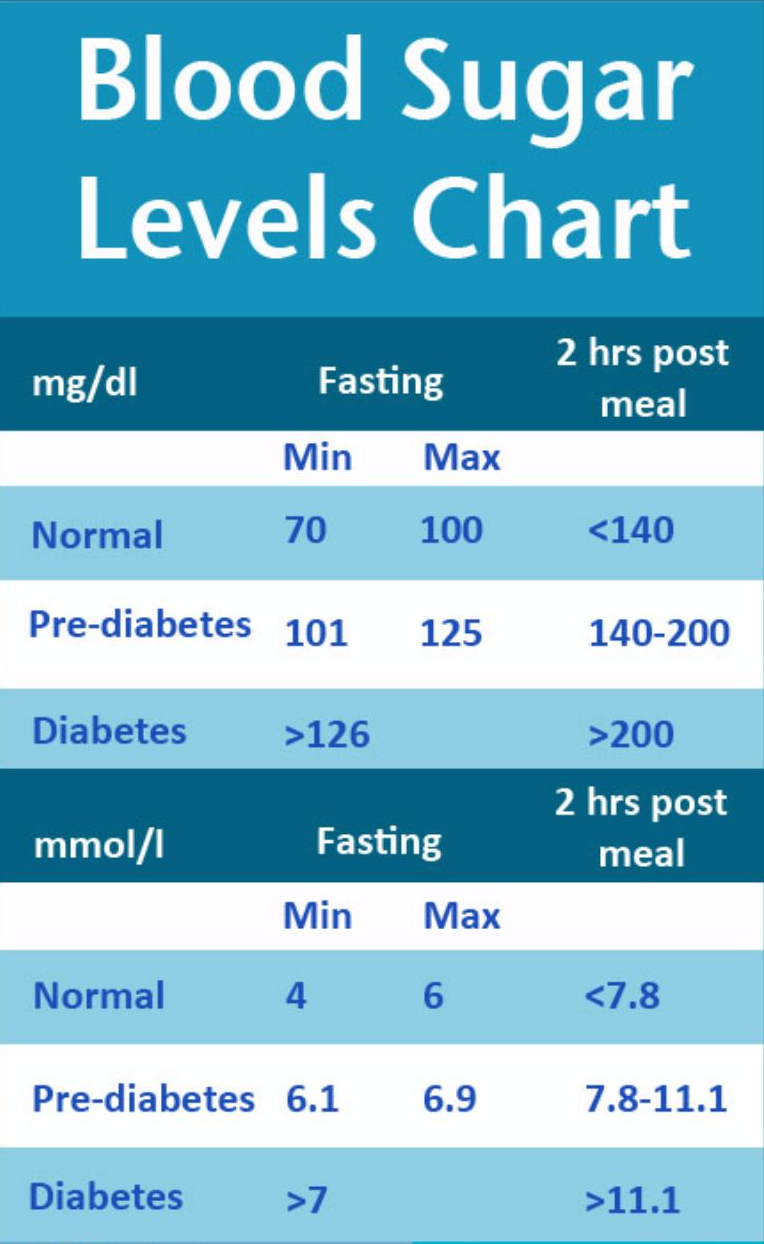 Blood Sugar
Levels Chart
mg/dl Fasting 2 hrs post
meal
Min Max
Normal 70 100 <140
Pre-diabetes 101 125 140-200
Diabetes >126 >200
mmol/l Fasting 2 hrs post
meal
Min Max
Normal 4 6 <7.8
Pre-diabetes 6.1 6.9 7.8-11.1
Diabetes >7 >11.1